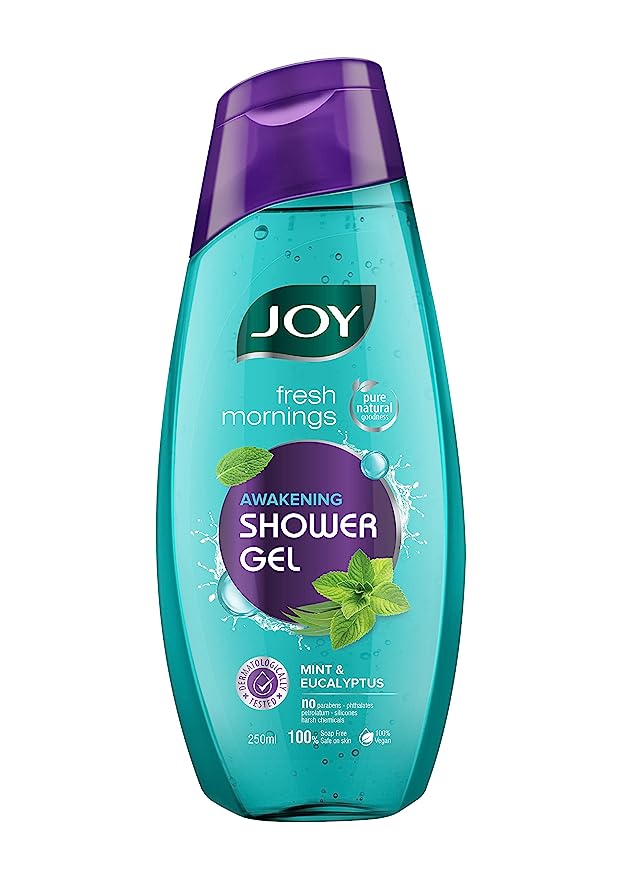 JOY
fresh
mornings
pure
natural
goodness
AWAKENING
SHOWER
GEL
DERMATOLOGICALLY
TESTED
MINT &
EUCALYPTUS
no parabens - phthalates
petrolatum - silicones
harsh chemicals
250ml
100% Soap Free
Safe on skin
100%
Vegan